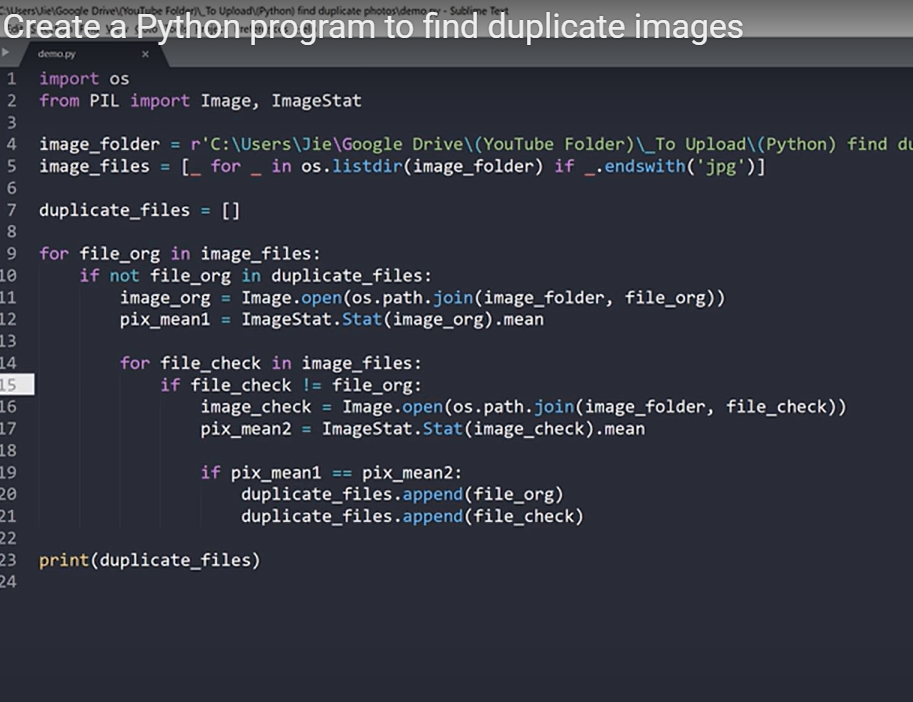 C:\Users\Jie\Google Drive\(YouTube Folder)\_To Upload\(Python) find duplicate photos\demo.py - Sublime Text
Create a Python program to find duplicate images
demo.py ×
1 import os
2 from PIL import Image, ImageStat
3
4 image_folder = r'C:\Users\Jie\Google Drive\(YouTube Folder)\_To Upload\(Python) find du
5 image_files = [_ for _ in os.listdir(image_folder) if _.endswith('jpg')]
6
7 duplicate_files = []
8
9 for file_org in image_files:
10     if not file_org in duplicate_files:
11         image_org = Image.open(os.path.join(image_folder, file_org))
12         pix_mean1 = ImageStat.Stat(image_org).mean
13
14         for file_check in image_files:
15             if file_check != file_org:
16                 image_check = Image.open(os.path.join(image_folder, file_check))
17                 pix_mean2 = ImageStat.Stat(image_check).mean
18
19                 if pix_mean1 == pix_mean2:
20                     duplicate_files.append(file_org)
21                     duplicate_files.append(file_check)
22
23 print(duplicate_files)
24